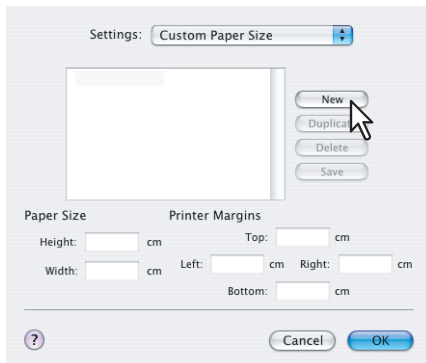 Settings: Custom Paper Size
New
Duplicat
Delete
Save
Paper Size Printer Margins
Height: cm Top: cm
Width: cm Left: cm Right: cm
Bottom: cm
? Cancel OK